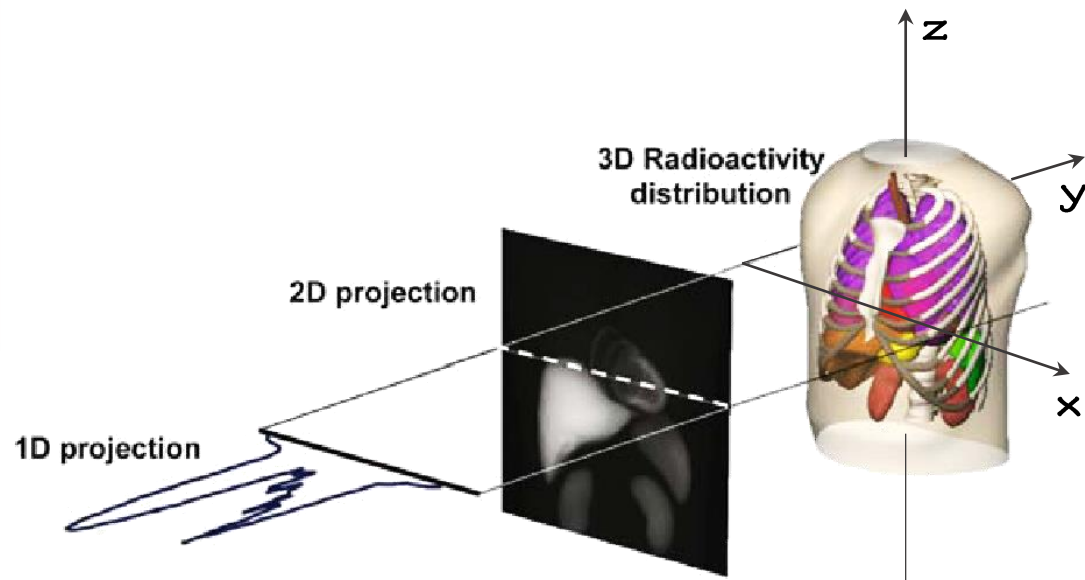 z
3D Radioactivity
distribution
y
2D projection
x
1D projection